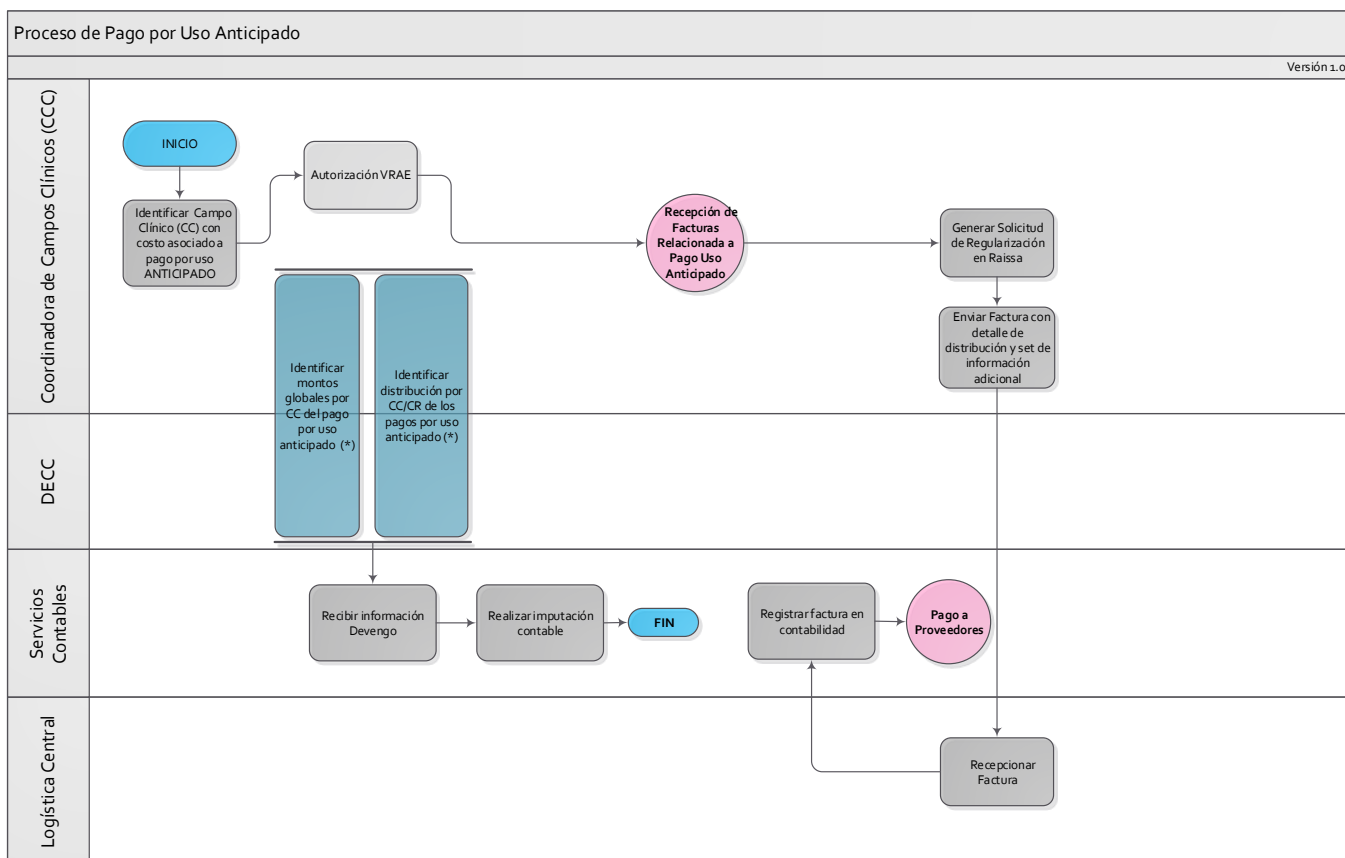 Proceso de Pago por Uso Anticipado
Versión 1.0
Coordinadora de Campos Clínicos (CCC)
INICIO
Identificar Campo
Clínico (CC) con
costo asociado a
pago por uso
ANTICIPADO
Autorización VRAE
Recepción de
Facturas
Relacionada a
Pago Uso
Anticipado
Generar Solicitud
de Regularización
en Raissa
Enviar Factura con
detalle de
distribución y set de
información
adicional
Identificar
montos
globales por
CC del pago
por uso
anticipado (*)
Identificar
distribución por
CC/CR de los
pagos por uso
anticipado (*)
DECC
Servicios
Contables
Recibir información
Devengo
Realizar imputación
contable
FIN
Registrar factura en
contabilidad
Pago a
Proveedores
Logística Central
Recepcionar
Factura